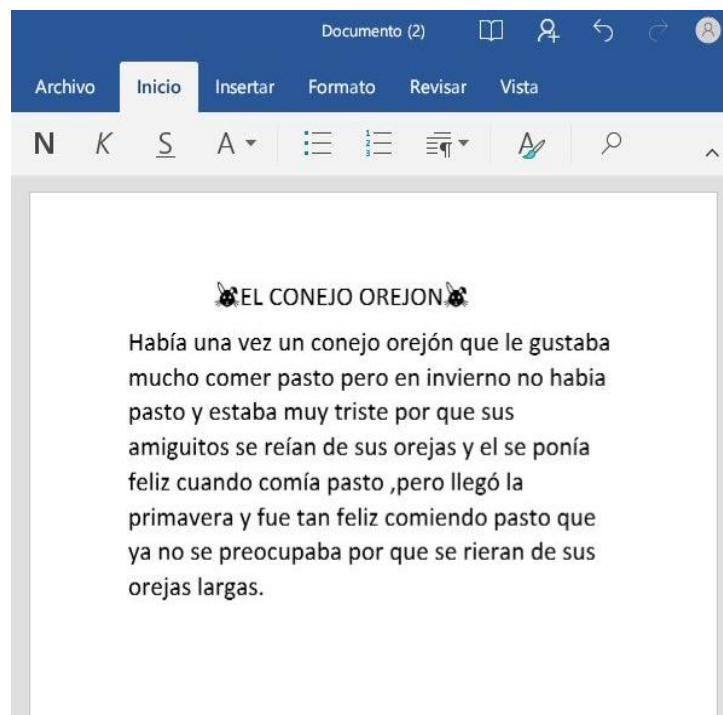 Documento (2)
Archivo Inicio Insertar Formato Revisar Vista
N K S A
EL CONEJO OREJON
Había una vez un conejo orejón que le gustaba
mucho comer pasto pero en invierno no habia
pasto y estaba muy triste por que sus
amiguitos se reían de sus orejas y el se ponía
feliz cuando comía pasto ,pero llegó la
primavera y fue tan feliz comiendo pasto que
ya no se preocupaba por que se rieran de sus
orejas largas.